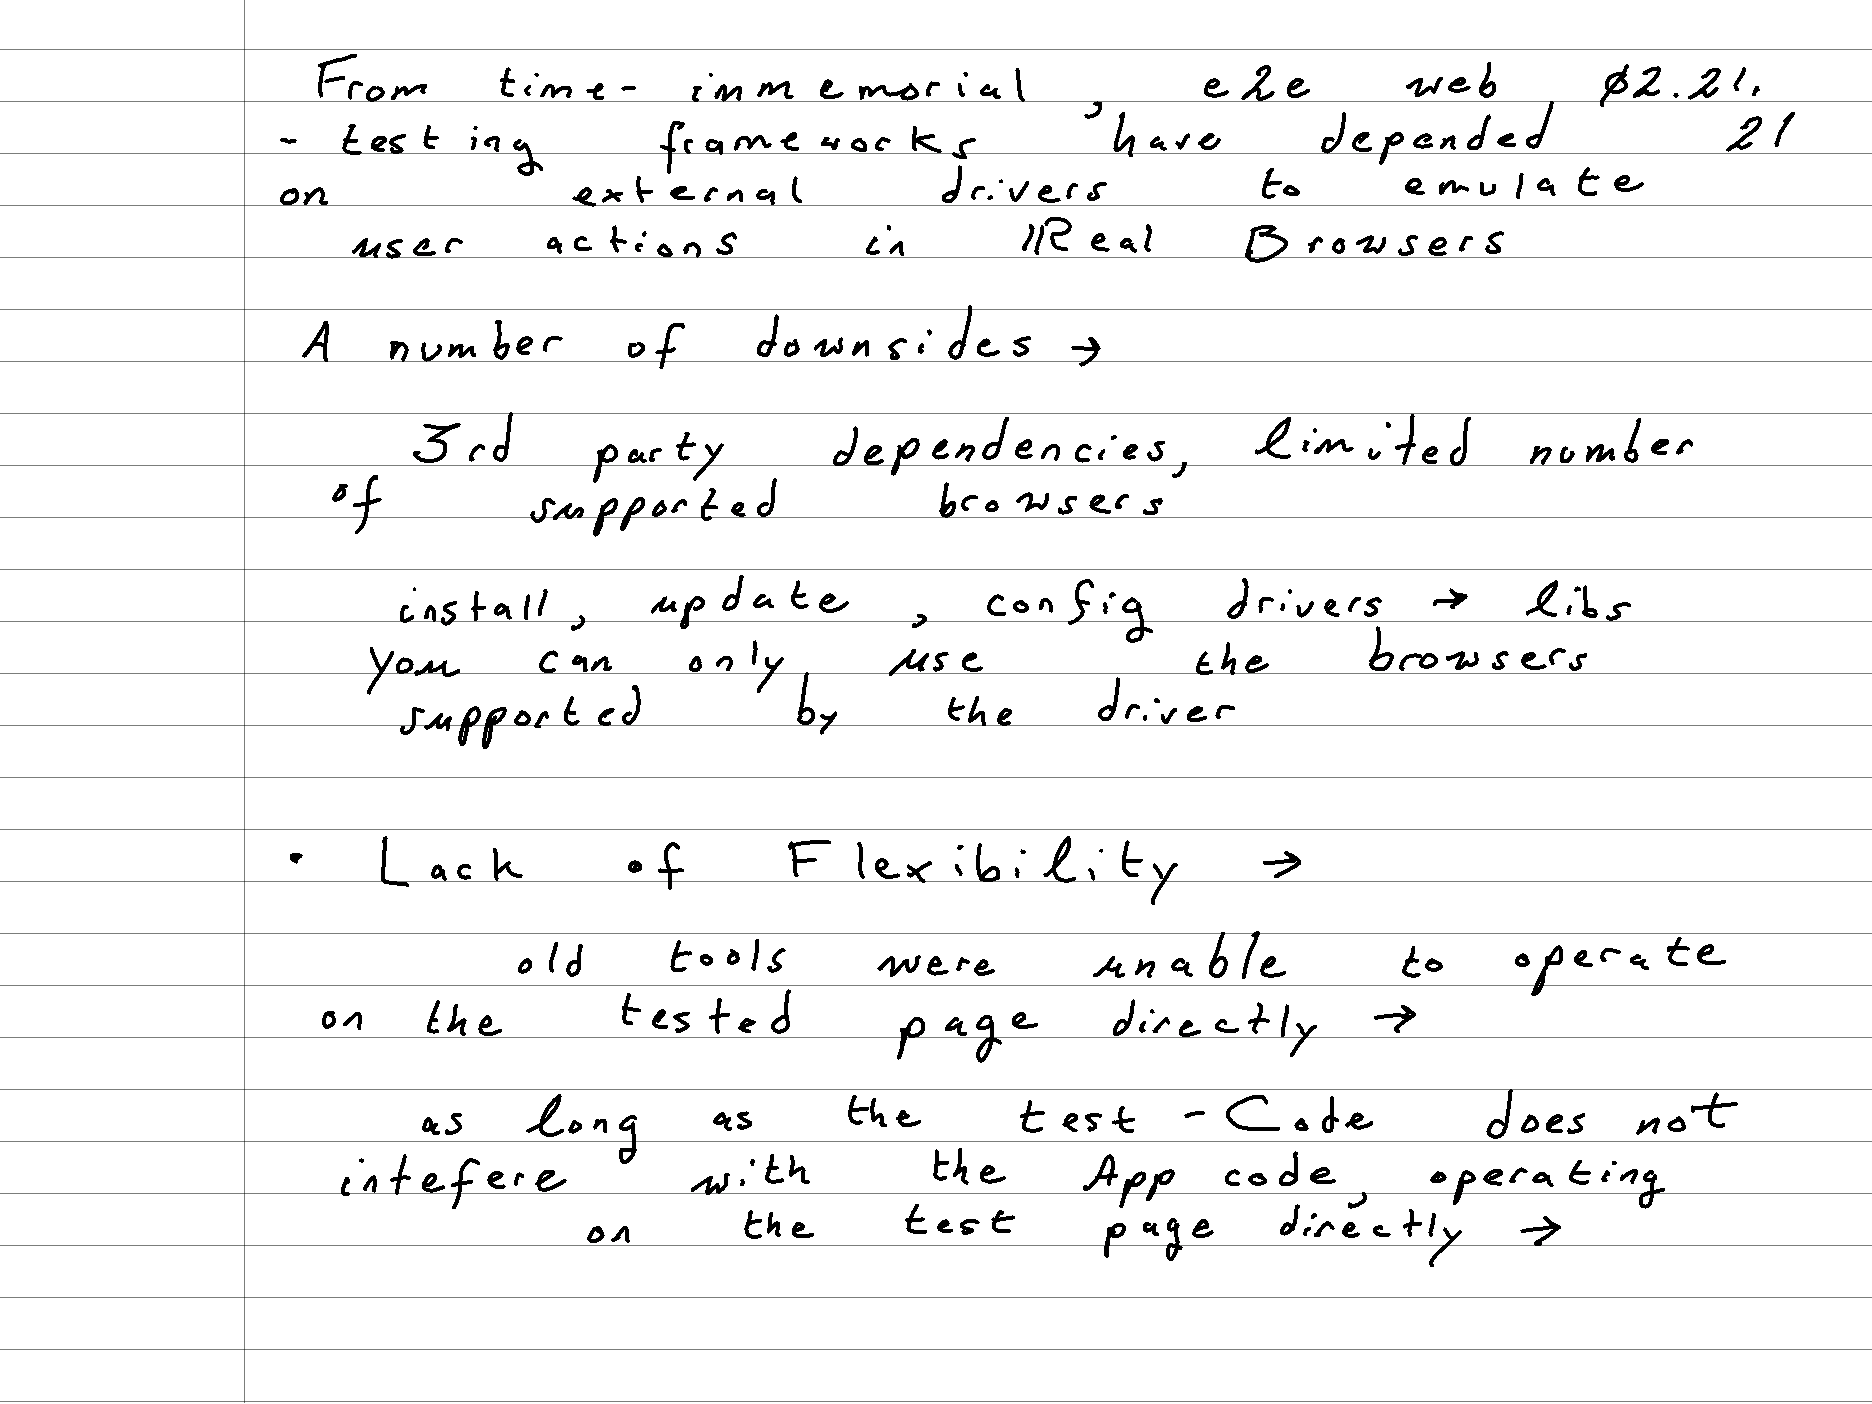 From time- immemorial, e2e web ø2.21.
- testing frameworks have depended 21
on external drivers to emulate
user actions in Real Browsers
A number of downsides →
3rd party dependencies, limited number
of supported browsers
install, update, config drivers → libs
you can only use the browsers
supported by the driver
• Lack of Flexibility →
old tools were unable to operate
on the tested page directly →
as long as the test - Code does not
intefere with the App code, operating
on the test page directly →